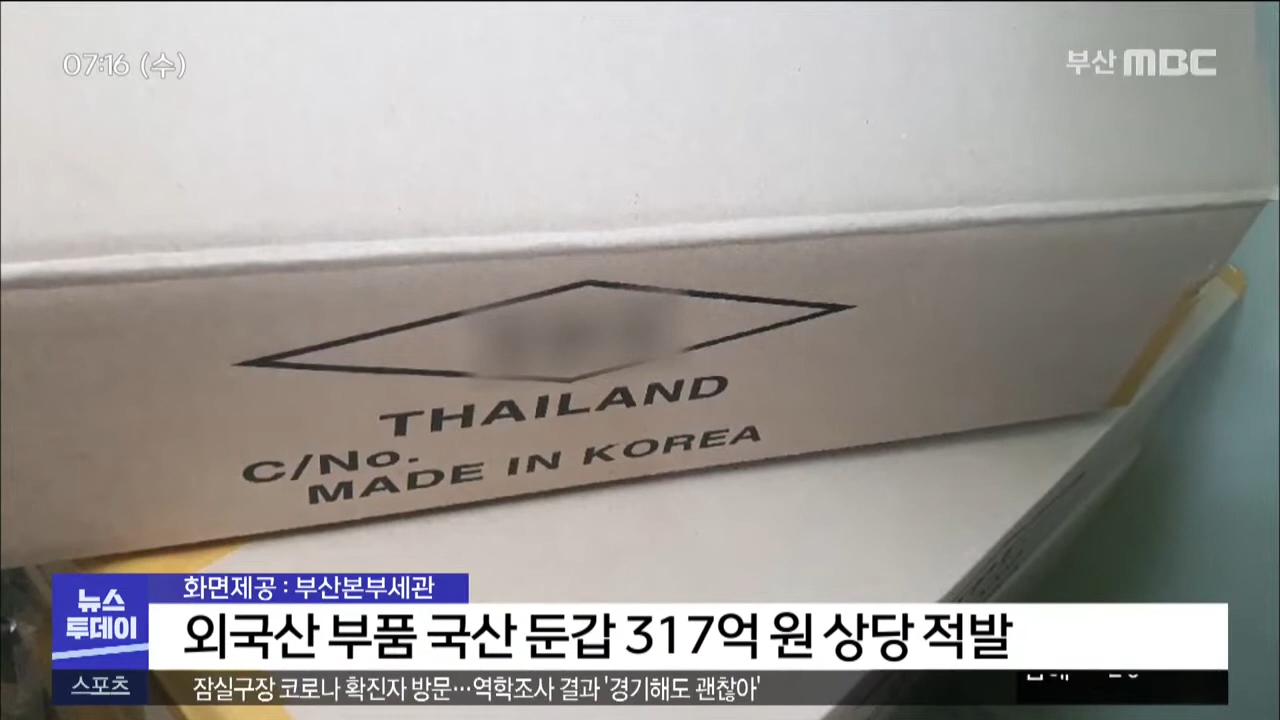 07:16 (수)
부산 MBC
THAILAND
C/No.
MADE IN KOREA
화면제공 : 부산본부세관
뉴스
투데이
외국산 부품 국산 둔갑 317억 원 상당 적발
스포츠
잠실구장 코로나 확진자 방문…역학조사 결과 '경기해도 괜찮아'